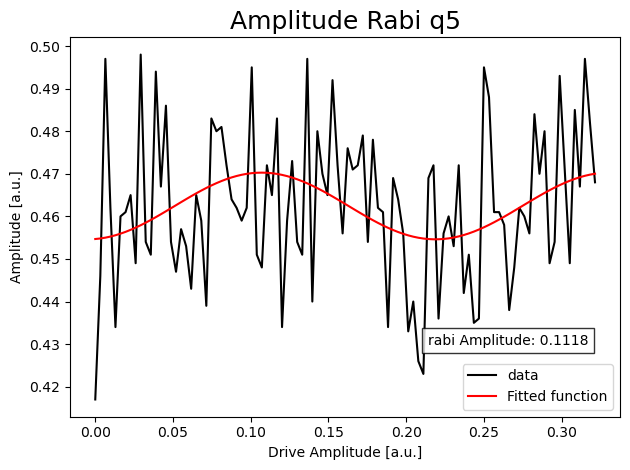 Amplitude Rabi q5
Amplitude [a.u.]
0.50
0.49
0.48
0.47
0.46
0.45
0.44
0.43
0.42
rabi Amplitude: 0.1118
data
Fitted function
0.00 0.05 0.10 0.15 0.20 0.25 0.30
Drive Amplitude [a.u.]